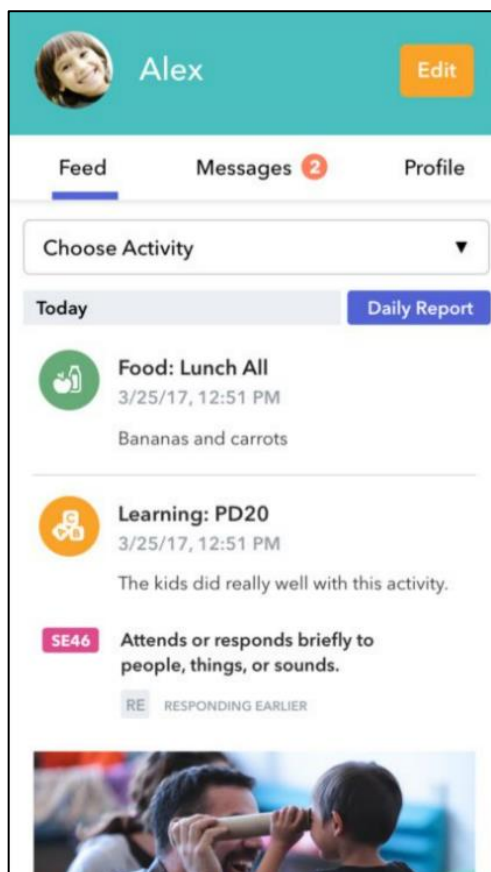 Alex
Edit
Feed
Messages 2
Profile
Choose Activity ▼
Today
Daily Report
Food: Lunch All
3/25/17, 12:51 PM
Bananas and carrots
Learning: PD20
3/25/17, 12:51 PM
The kids did really well with this activity.
SE46
Attends or responds briefly to
people, things, or sounds.
RE RESPONDING EARLIER